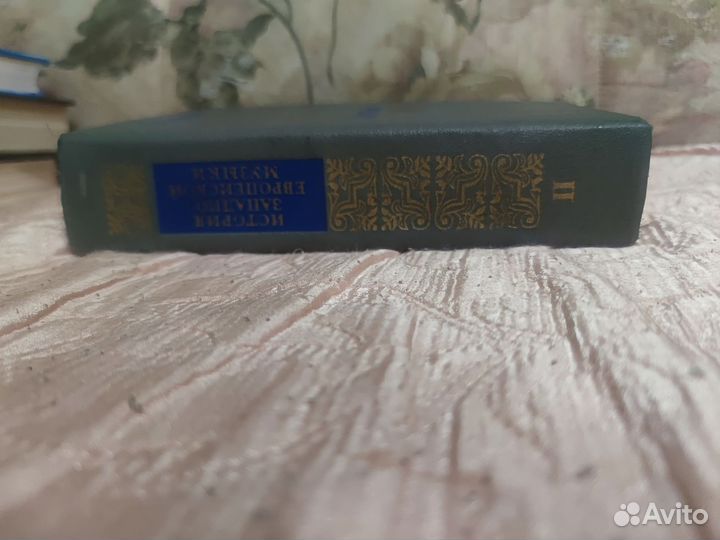 ИСТОРИЯ
ЗАПАДНО-
ЕВРОПЕЙСКОЙ
МУЗЫКИ
II
Avito